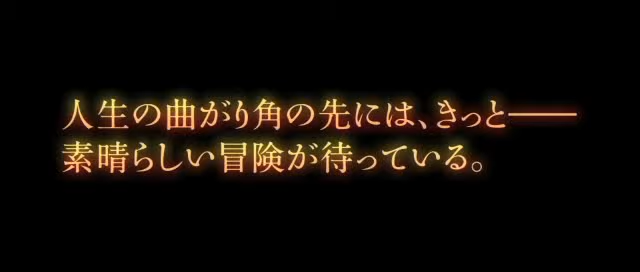 人生の曲がり角の先には、きっと――
素晴らしい冒険が待っている。